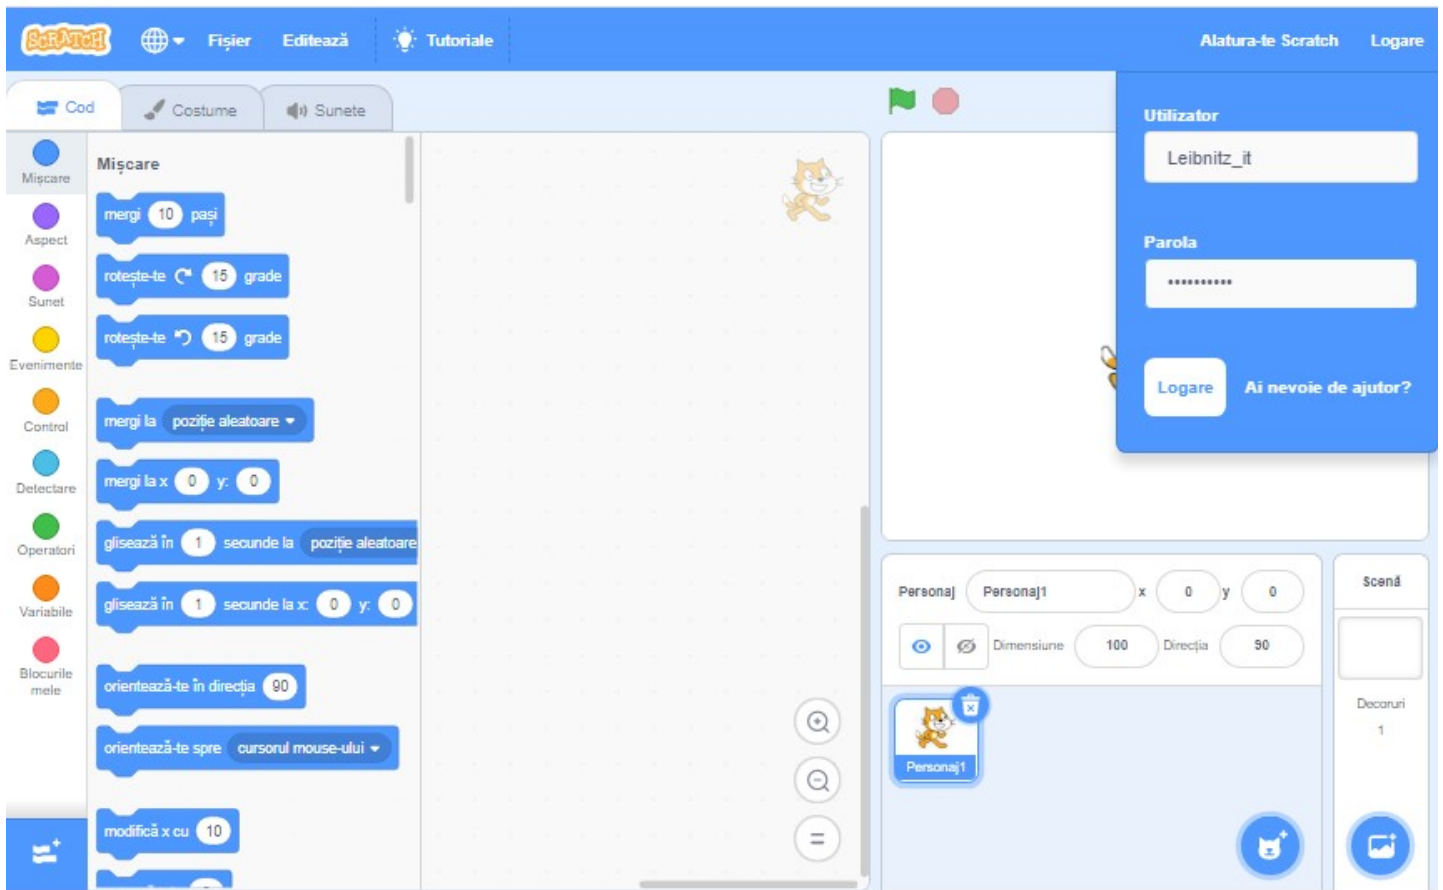 SCRATCH Fișier Editează Tutoriale Alatura-te Scratch Logare
Cod Costume Sunete
Mișcare
Aspect
Sunet
Evenimente
Control
Detectare
Operatori
Variabile
Blocurile
mele
Mișcare
mergi 10 pași
rotește-te 15 grade
rotește-te 15 grade
mergi la poziție aleatoare
mergi la x 0 y: 0
glisează în 1 secunde la poziție aleatoare
glisează în 1 secunde la x: 0 y: 0
orientează-te în direcția 90
orientează-te spre cursorul mouse-ului
modifică x cu 10
Utilizator
Leibnitz_it
Parola
••••••••••
Logare Ai nevoie de ajutor?
Personaj Personaj1 x 0 y 0
Dimensiune 100 Direcția 90
Personaj1
Scenă
Decoruri
1